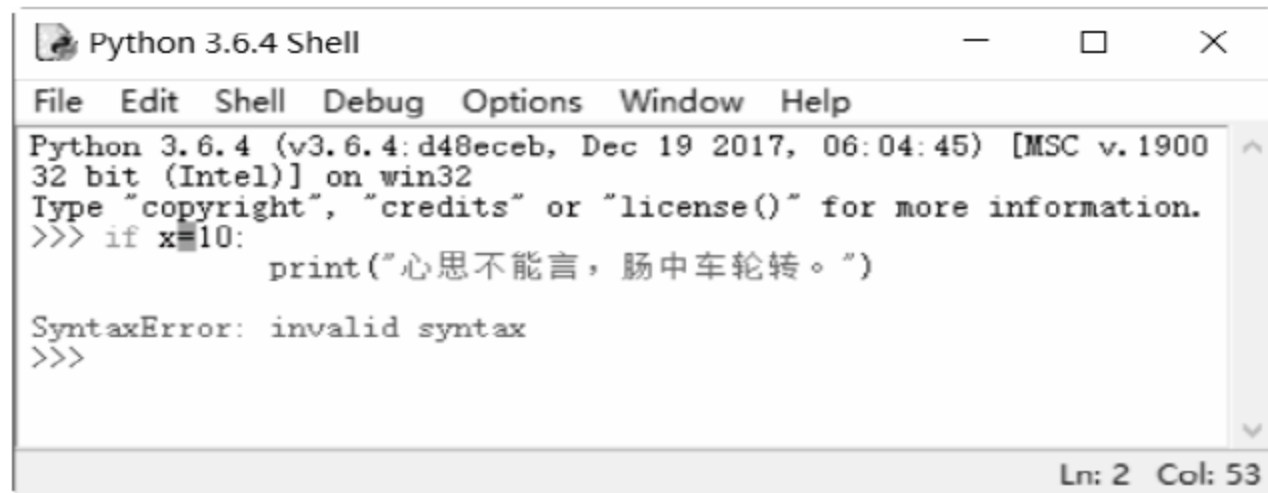 Python 3.6.4 Shell
File Edit Shell Debug Options Window Help
Python 3.6.4 (v3.6.4:d48eceb, Dec 19 2017, 06:04:45) [MSC v.1900
32 bit (Intel)] on win32
Type "copyright", "credits" or "license()" for more information.
>>> if x=10:
print("心思不能言，肠中车轮转。")
SyntaxError: invalid syntax
>>>
Ln: 2 Col: 53